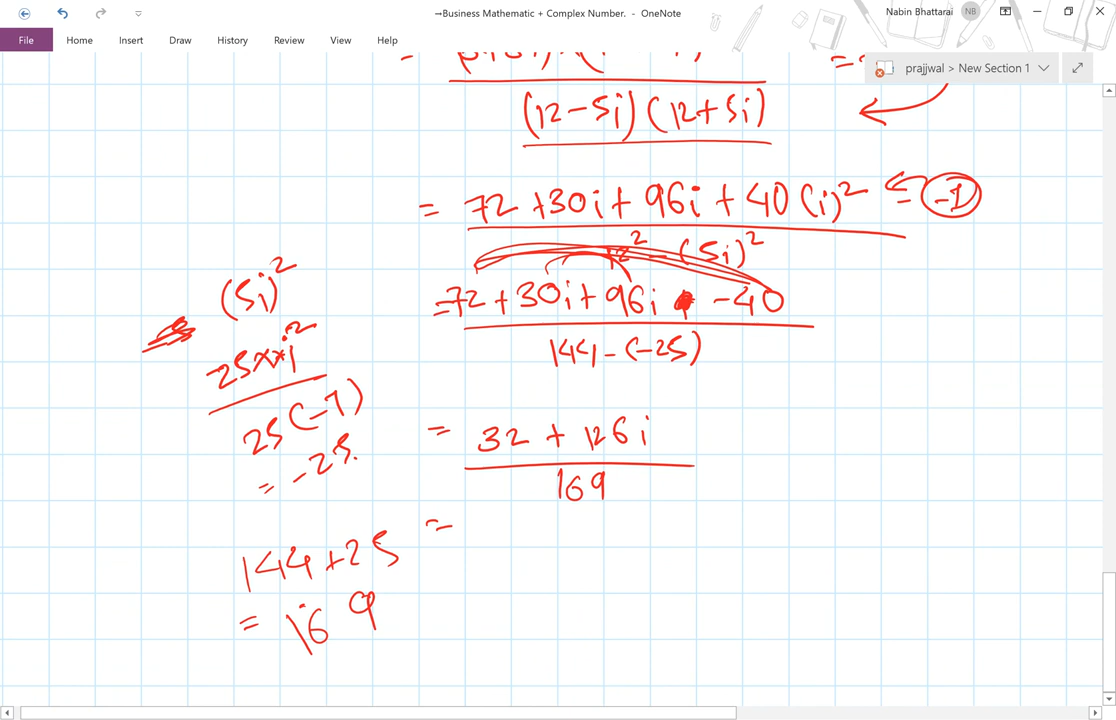 →Business Mathematic + Complex Number. - OneNote
Nabin Bhattarai NB
File Home Insert Draw History Review View Help
prajjwal > New Section 1
(12-5i) (12+5i)
= 72 +30i + 96i + 40 (i)² ← -1
12² - (5i)²
=72 + 30i + 96i -40
144 - (-25)
= 32 + 126i
169
=
(5i)²
25**i²
25 (-1)
= -25.
144+25
= 169